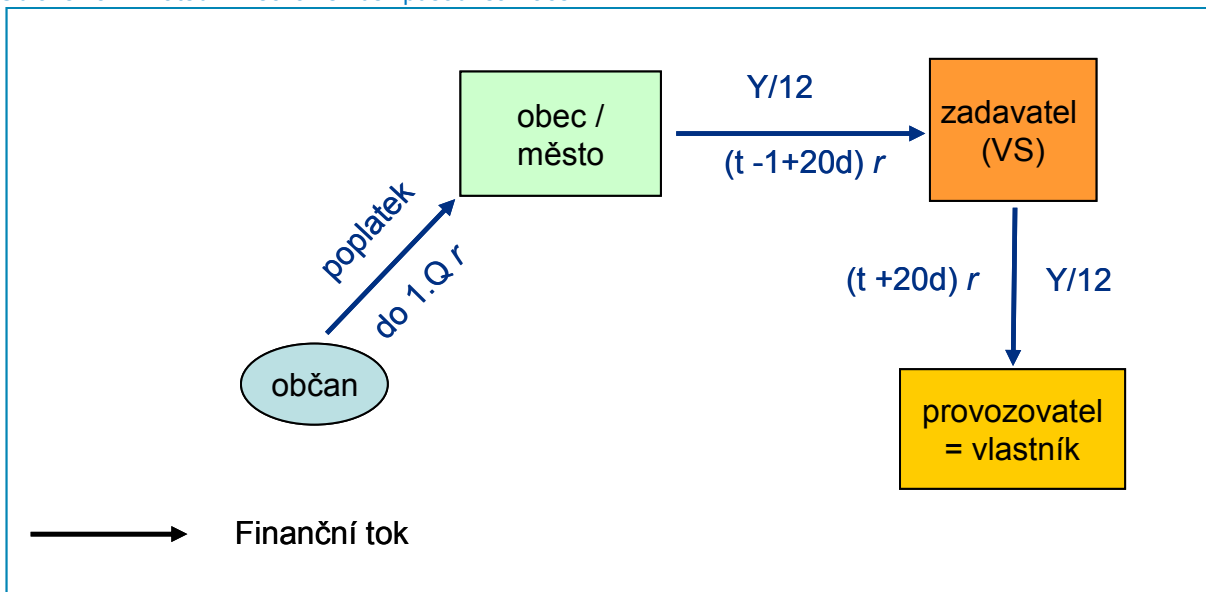 Y/12
obec /
město
zadavatel
(VS)
(t -1+20d) r
poplatek
do 1.Q r
(t +20d) r
Y/12
občan
provozovatel
= vlastník
Finanční tok